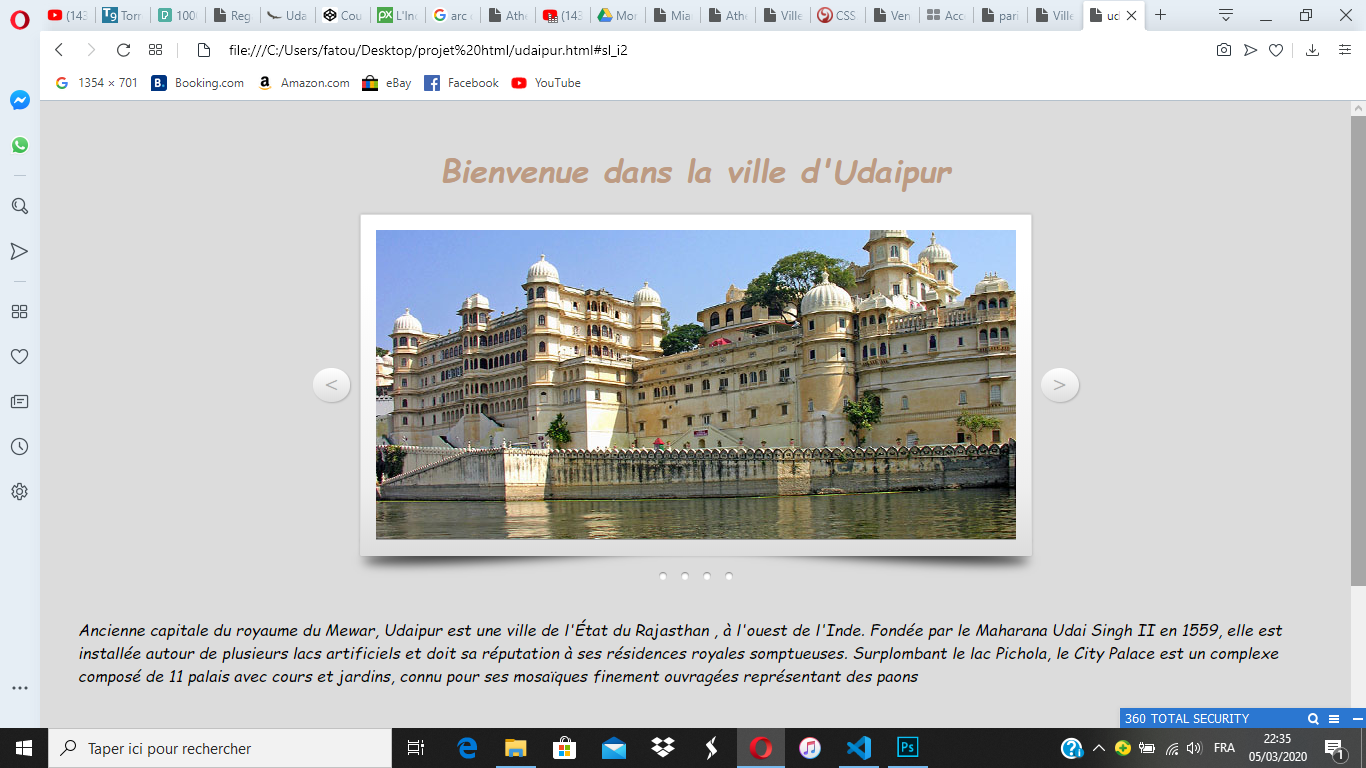 (143
Torr
100
Reg
Uda
Cou
L'Inc
arc
Athe
(143
Mor
Miar
Athe
Ville
CSS
Ven
Acc
pari
Ville
ud
file:///C:/Users/fatou/Desktop/projet%20html/udaipur.html#sl_i2
1354 × 701
Booking.com
Amazon.com
eBay
Facebook
YouTube
Bienvenue dans la ville d'Udaipur
<
>
Ancienne capitale du royaume du Mewar, Udaipur est une ville de l'État du Rajasthan , à l'ouest de l'Inde. Fondée par le Maharana Udai Singh II en 1559, elle est
installée autour de plusieurs lacs artificiels et doit sa réputation à ses résidences royales somptueuses. Surplombant le lac Pichola, le City Palace est un complexe
composé de 11 palais avec cours et jardins, connu pour ses mosaïques finement ouvragées représentant des paons
360 TOTAL SECURITY
Taper ici pour rechercher
FRA
22:35
05/03/2020
1